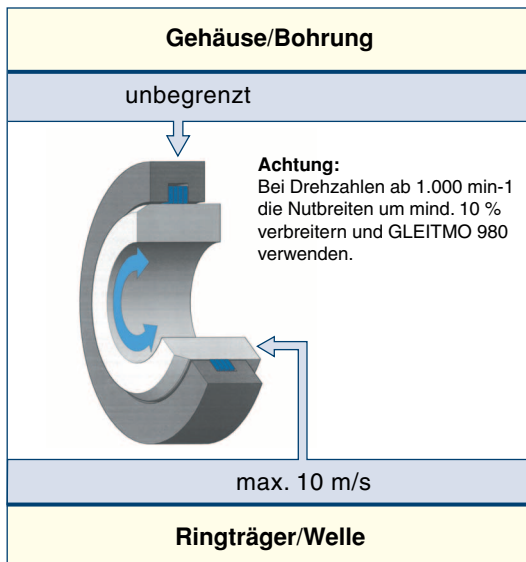 Gehäuse/Bohrung
unbegrenzt
Achtung:
Bei Drehzahlen ab 1.000 min-1
die Nutbreiten um mind. 10 %
verbreitern und GLEITMO 980
verwenden.
max. 10 m/s
Ringträger/Welle